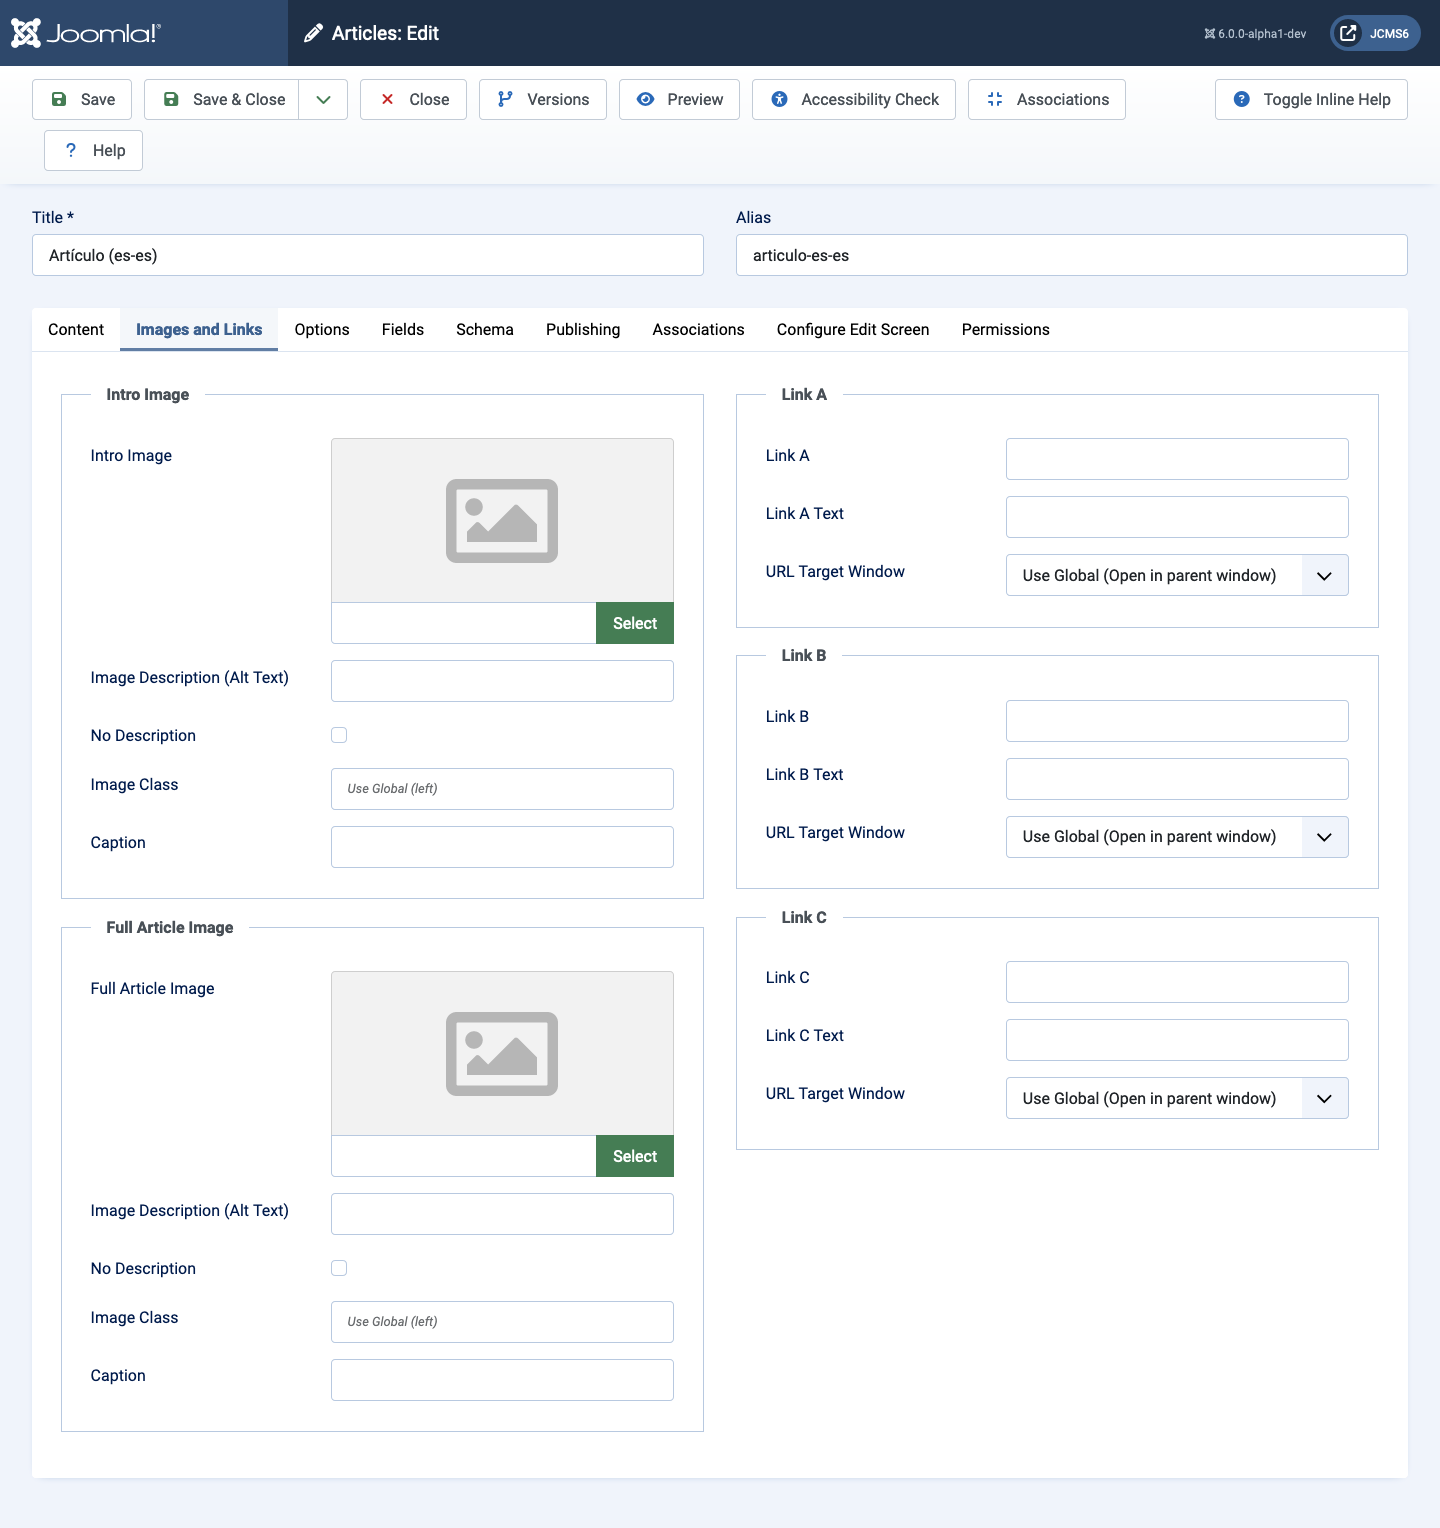 Joomla!®
Articles: Edit
6.0.0-alpha1-dev
JCMS6
Save
Save & Close
Close
Versions
Preview
Accessibility Check
Associations
Toggle Inline Help
Help
Title *
Alias
Artículo (es-es)
articulo-es-es
Content
Images and Links
Options
Fields
Schema
Publishing
Associations
Configure Edit Screen
Permissions
Intro Image
Intro Image
Select
Image Description (Alt Text)
No Description
Image Class
Use Global (left)
Caption
Full Article Image
Full Article Image
Select
Image Description (Alt Text)
No Description
Image Class
Use Global (left)
Caption
Link A
Link A
Link A Text
URL Target Window
Use Global (Open in parent window)
Link B
Link B
Link B Text
URL Target Window
Use Global (Open in parent window)
Link C
Link C
Link C Text
URL Target Window
Use Global (Open in parent window)